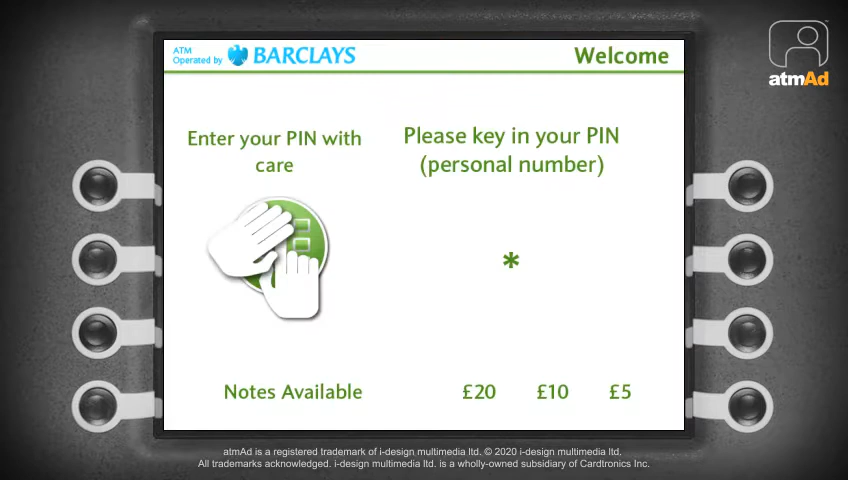 ATM
Operated by BARCLAYS
Welcome
atmAd
Enter your PIN with
care
Please key in your PIN
(personal number)
*
Notes Available £20 £10 £5
atmAd is a registered trademark of i-design multimedia ltd. © 2020 i-design multimedia ltd.
All trademarks acknowledged. i-design multimedia ltd. is a wholly-owned subsidiary of Cardtronics Inc.